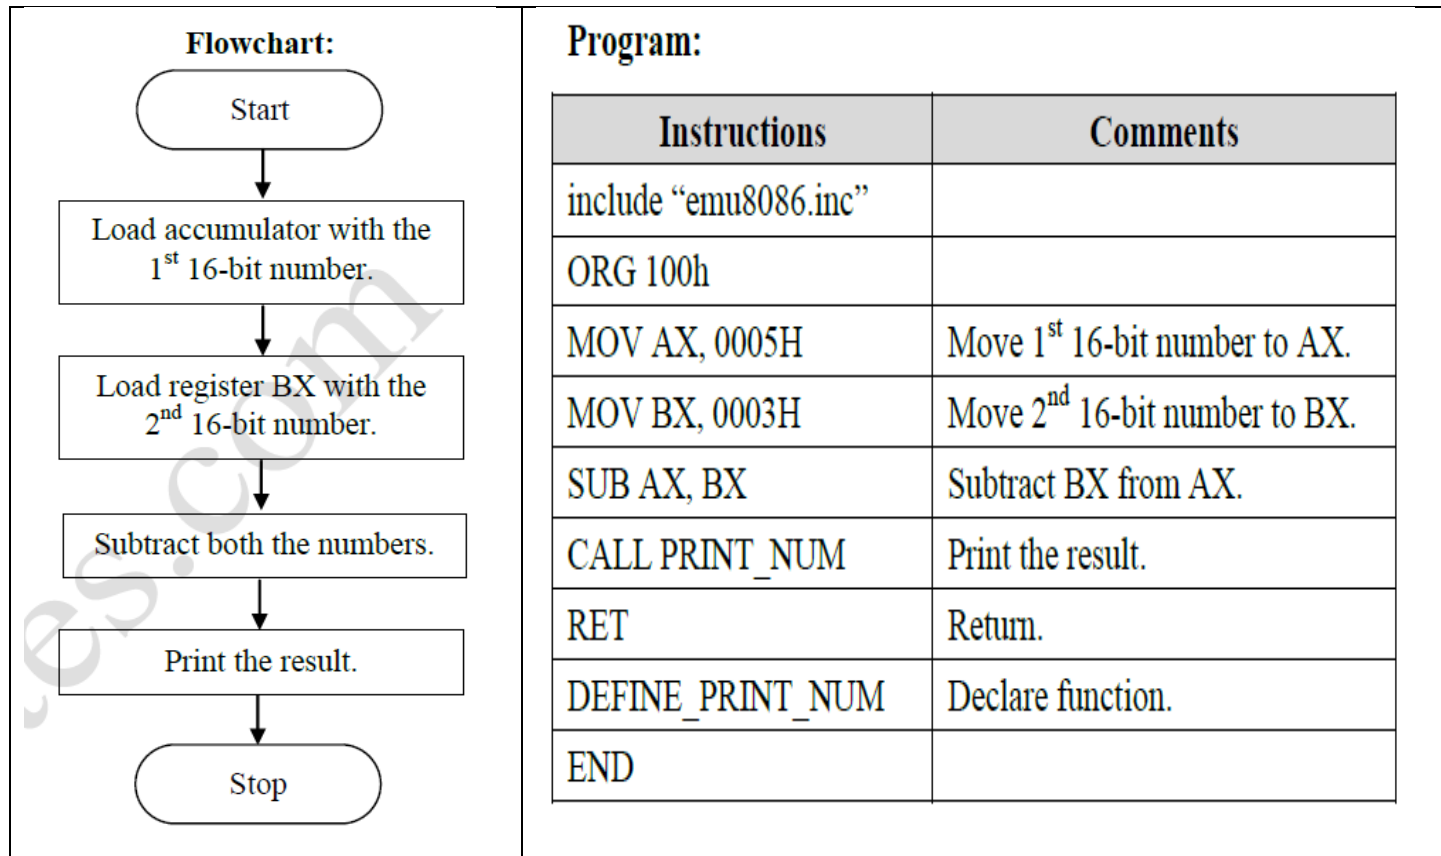 Flowchart:
Start
Load accumulator with the
1st 16-bit number.
Load register BX with the
2nd 16-bit number.
Subtract both the numbers.
Print the result.
Stop
tes.com
Program:
Instructions Comments
include “emu8086.inc”
ORG 100h
MOV AX, 0005H Move 1st 16-bit number to AX.
MOV BX, 0003H Move 2nd 16-bit number to BX.
SUB AX, BX Subtract BX from AX.
CALL PRINT_NUM Print the result.
RET Return.
DEFINE_PRINT_NUM Declare function.
END